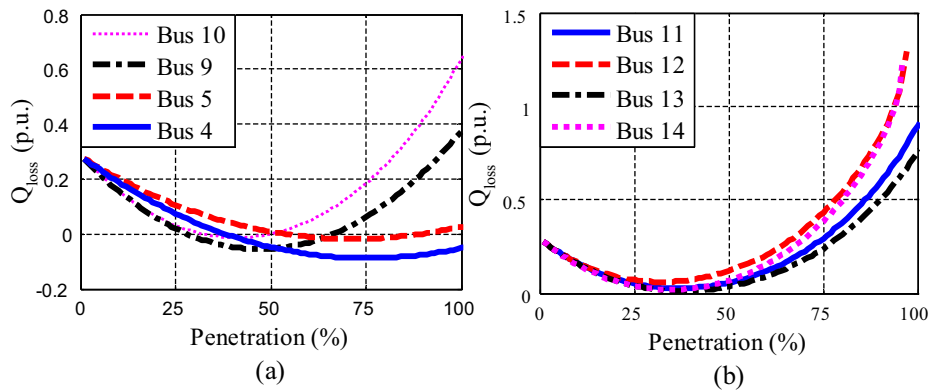 0.8
0.6
0.4
0.2
0
-0.2
Q_loss (p.u.)
Bus 10
Bus 9
Bus 5
Bus 4
0
25
50
75
100
Penetration (%)
(a)
1.5
1
0.5
0
Q_loss (p.u.)
Bus 11
Bus 12
Bus 13
Bus 14
0
25
50
75
100
Penetration (%)
(b)